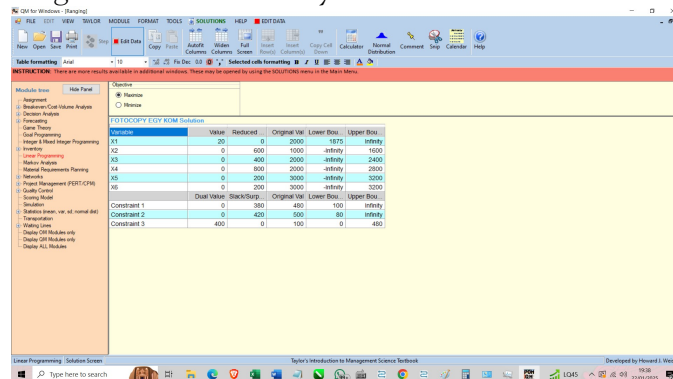 QM for Windows - [Ranging]
FILE EDIT VIEW TAYLOR MODULE FORMAT TOOLS SOLUTIONS HELP EDIT DATA
New Open Save Print Step Edit Data Copy Paste Autofit Columns Widen Columns Full Screen Insert Row(s) Insert Column(s) Copy Cell Down Calculator Normal Distribution Comment Snip Calendar Help
Table formatting Arial 10 Fix Dec 0.0 Selected cells formatting B I U
INSTRUCTION: There are more results available in additional windows. These may be opened by using the SOLUTIONS menu in the Main Menu.
Module tree Hide Panel
Assignment
Breakeven/Cost-Volume Analysis
Decision Analysis
Forecasting
Game Theory
Goal Programming
Integer & Mixed Integer Programming
Inventory
Linear Programming
Markov Analysis
Material Requirements Planning
Networks
Project Management (PERT/CPM)
Quality Control
Scoring Model
Simulation
Statistics (mean, var, sd; normal dist)
Transportation
Waiting Lines
Display OM Modules only
Display QM Modules only
Display ALL Modules
Objective
Maximize
Minimize
FOTOCOPY EGY KOM Solution
Variable Value Reduced ... Original Val Lower Bou... Upper Bou...
X1 20 0 2000 1875 Infinity
X2 0 600 1000 -Infinity 1600
X3 0 400 2000 -Infinity 2400
X4 0 800 2000 -Infinity 2800
X5 0 200 3000 -Infinity 3200
X6 0 200 3000 -Infinity 3200
Dual Value Slack/Surp... Original Val Lower Bou... Upper Bou...
Constraint 1 0 380 480 100 Infinity
Constraint 2 0 420 500 80 Infinity
Constraint 3 400 0 100 0 480
Linear Programming Solution Screen Taylor's Introduction to Management Science Textbook Developed by Howard J. Weis
Type here to search LQ45 19:38
22/01/2025